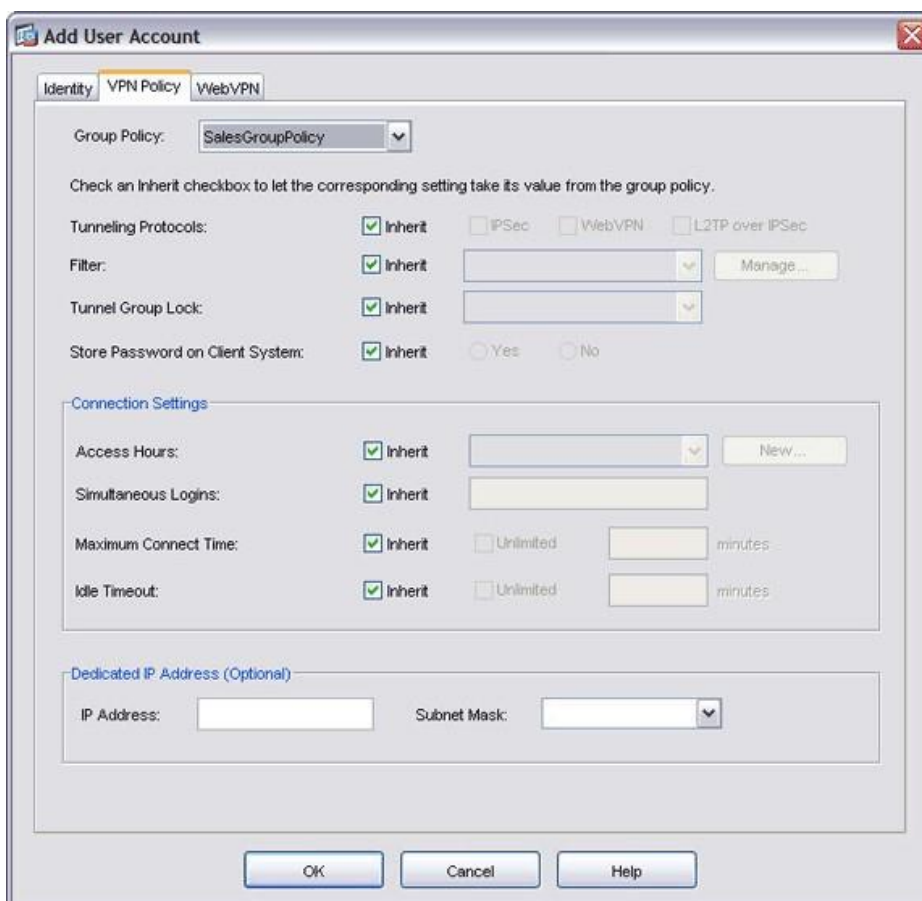 Add User Account
Identity VPN Policy WebVPN
Group Policy: SalesGroupPolicy
Check an Inherit checkbox to let the corresponding setting take its value from the group policy.
Tunneling Protocols: Inherit IPSec WebVPN L2TP over IPSec
Filter: Inherit Manage...
Tunnel Group Lock: Inherit
Store Password on Client System: Inherit Yes No
Connection Settings
Access Hours: Inherit New...
Simultaneous Logins: Inherit
Maximum Connect Time: Inherit Unlimited minutes
Idle Timeout: Inherit Unlimited minutes
Dedicated IP Address (Optional)
IP Address: Subnet Mask:
OK Cancel Help